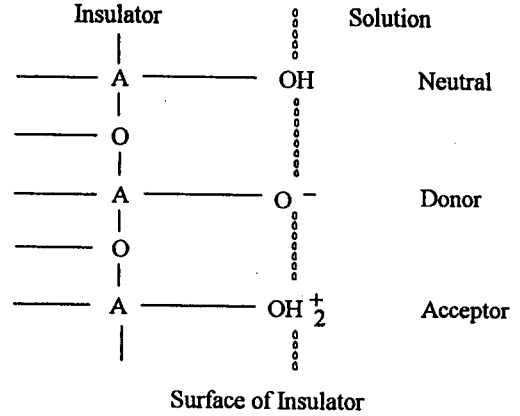 Insulator Solution
A OH Neutral
O
A O⁻ Donor
O
A OH₂⁺ Acceptor
Surface of Insulator